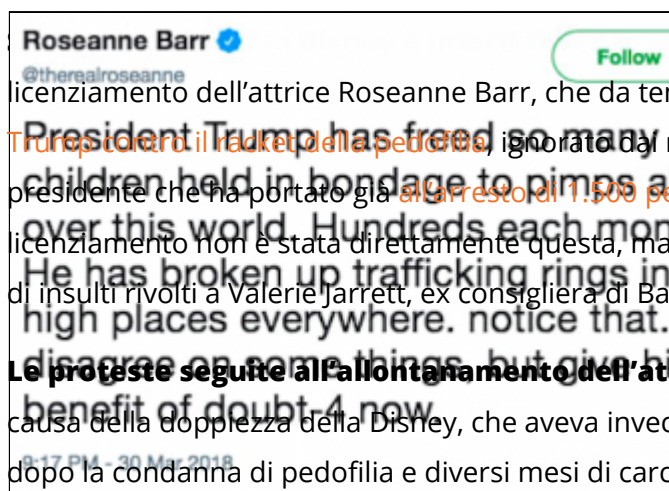 Roseanne Barr
Follow
@therealroseanne
licenziamento dell’attrice Roseanne Barr, che da ter
President Trump has freed so many
Trump contro il racket della pedofilia, ignorato dai
children held in bondage to pimps a
presidente che ha portato già all’arresto di 1.500 pe
over this world. Hundreds each mon
licenziamento non è stata direttamente questa, ma
He has broken up trafficking rings in
di insulti rivolti a Valerie Jarrett, ex consigliera di Ba
high places everywhere. notice that.
disagree on some things, but give hi
Le proteste seguite all’allontanamento dell’at
benefit of doubt-4 now.
causa della doppiezza della Disney, che aveva invec
9:17 PM - 30 Mar 2018
dopo la condanna di pedofilia e diversi mesi di carc